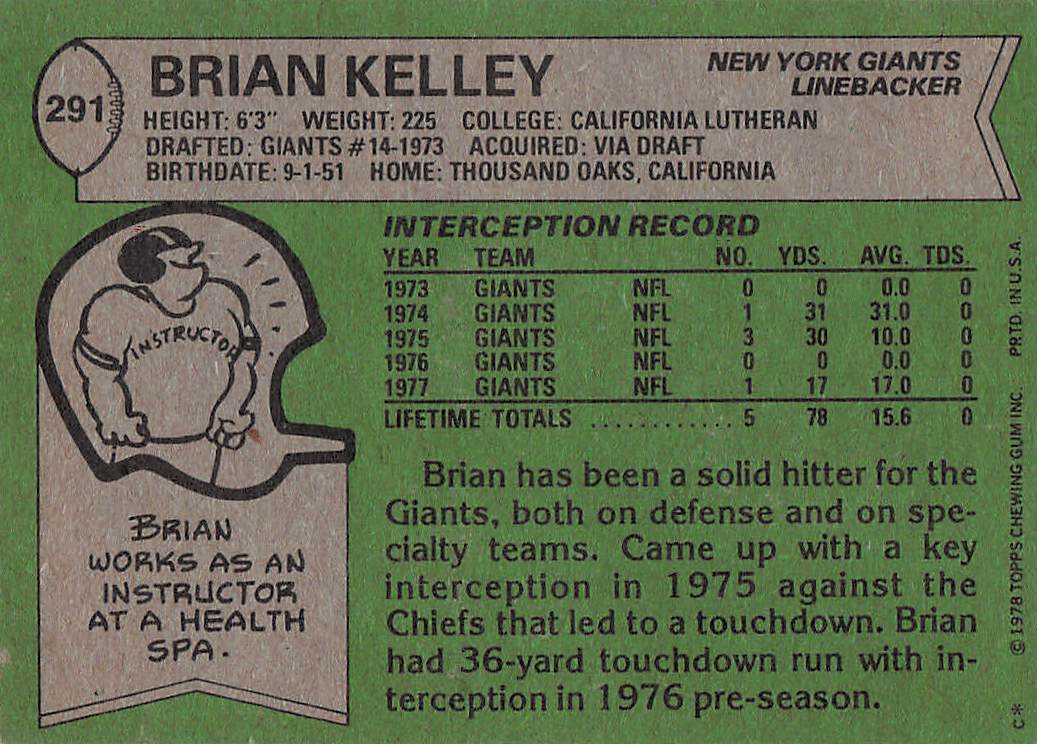 291
BRIAN KELLEY
NEW YORK GIANTS
LINEBACKER
HEIGHT: 6'3" WEIGHT: 225 COLLEGE: CALIFORNIA LUTHERAN
DRAFTED: GIANTS #14-1973 ACQUIRED: VIA DRAFT
BIRTHDATE: 9-1-51 HOME: THOUSAND OAKS, CALIFORNIA
INTERCEPTION RECORD
YEAR TEAM NO. YDS. AVG. TDS.
1973 GIANTS NFL 0 0 0.0 0
1974 GIANTS NFL 1 31 31.0 0
1975 GIANTS NFL 3 30 10.0 0
1976 GIANTS NFL 0 0 0.0 0
1977 GIANTS NFL 1 17 17.0 0
LIFETIME TOTALS ............ 5 78 15.6 0
INSTRUCTOR
BRIAN
WORKS AS AN
INSTRUCTOR
AT A HEALTH
SPA.
Brian has been a solid hitter for the
Giants, both on defense and on spe-
cialty teams. Came up with a key
interception in 1975 against the
Chiefs that led to a touchdown. Brian
had 36-yard touchdown run with in-
terception in 1976 pre-season.
C* © 1978 TOPPS CHEWING GUM INC. PRTD. IN U.S.A.